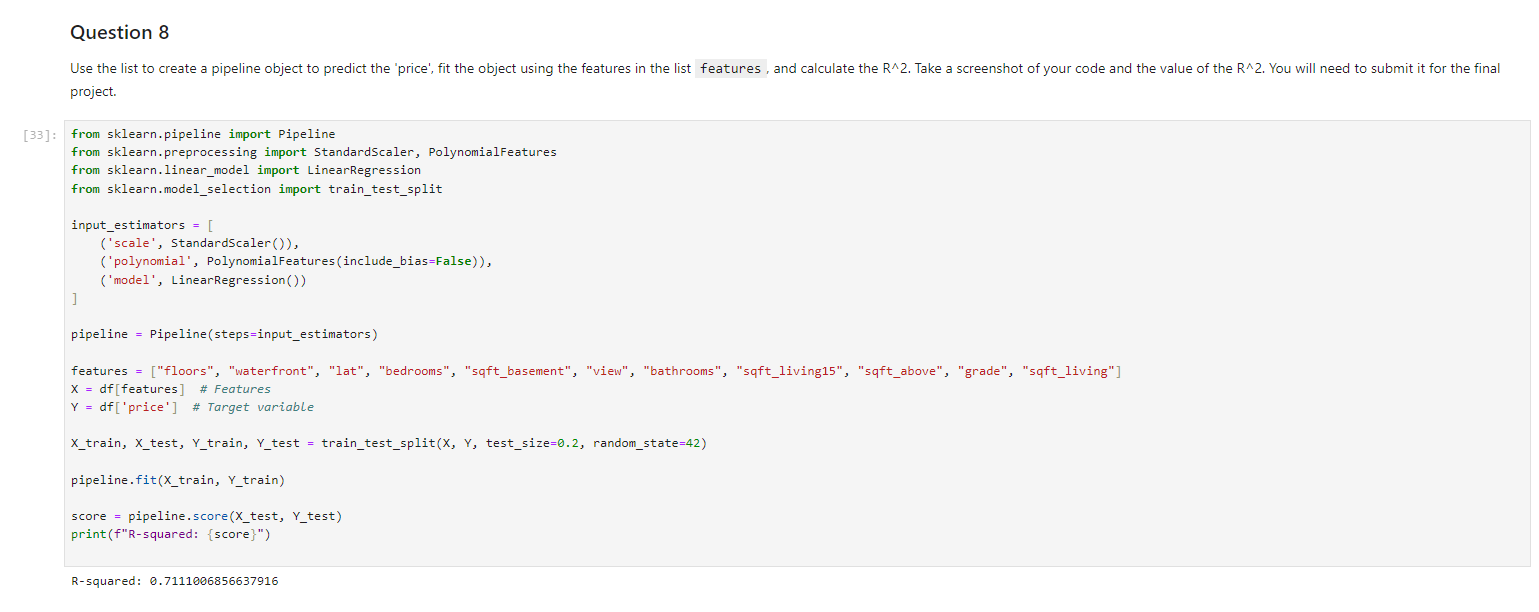 Question 8
Use the list to create a pipeline object to predict the 'price', fit the object using the features in the list features , and calculate the R^2. Take a screenshot of your code and the value of the R^2. You will need to submit it for the final
project.
[33]:
from sklearn.pipeline import Pipeline
from sklearn.preprocessing import StandardScaler, PolynomialFeatures
from sklearn.linear_model import LinearRegression
from sklearn.model_selection import train_test_split
input_estimators = [
    ('scale', StandardScaler()),
    ('polynomial', PolynomialFeatures(include_bias=False)),
    ('model', LinearRegression())
]
pipeline = Pipeline(steps=input_estimators)
features = ["floors", "waterfront", "lat", "bedrooms", "sqft_basement", "view", "bathrooms", "sqft_living15", "sqft_above", "grade", "sqft_living"]
X = df[features]  # Features
Y = df['price']  # Target variable
X_train, X_test, Y_train, Y_test = train_test_split(X, Y, test_size=0.2, random_state=42)
pipeline.fit(X_train, Y_train)
score = pipeline.score(X_test, Y_test)
print(f"R-squared: {score}")
R-squared: 0.7111006856637916